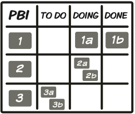 PBI TO DO DOING DONE
1 1a 1b
2 2a
2b
3 3a
3b